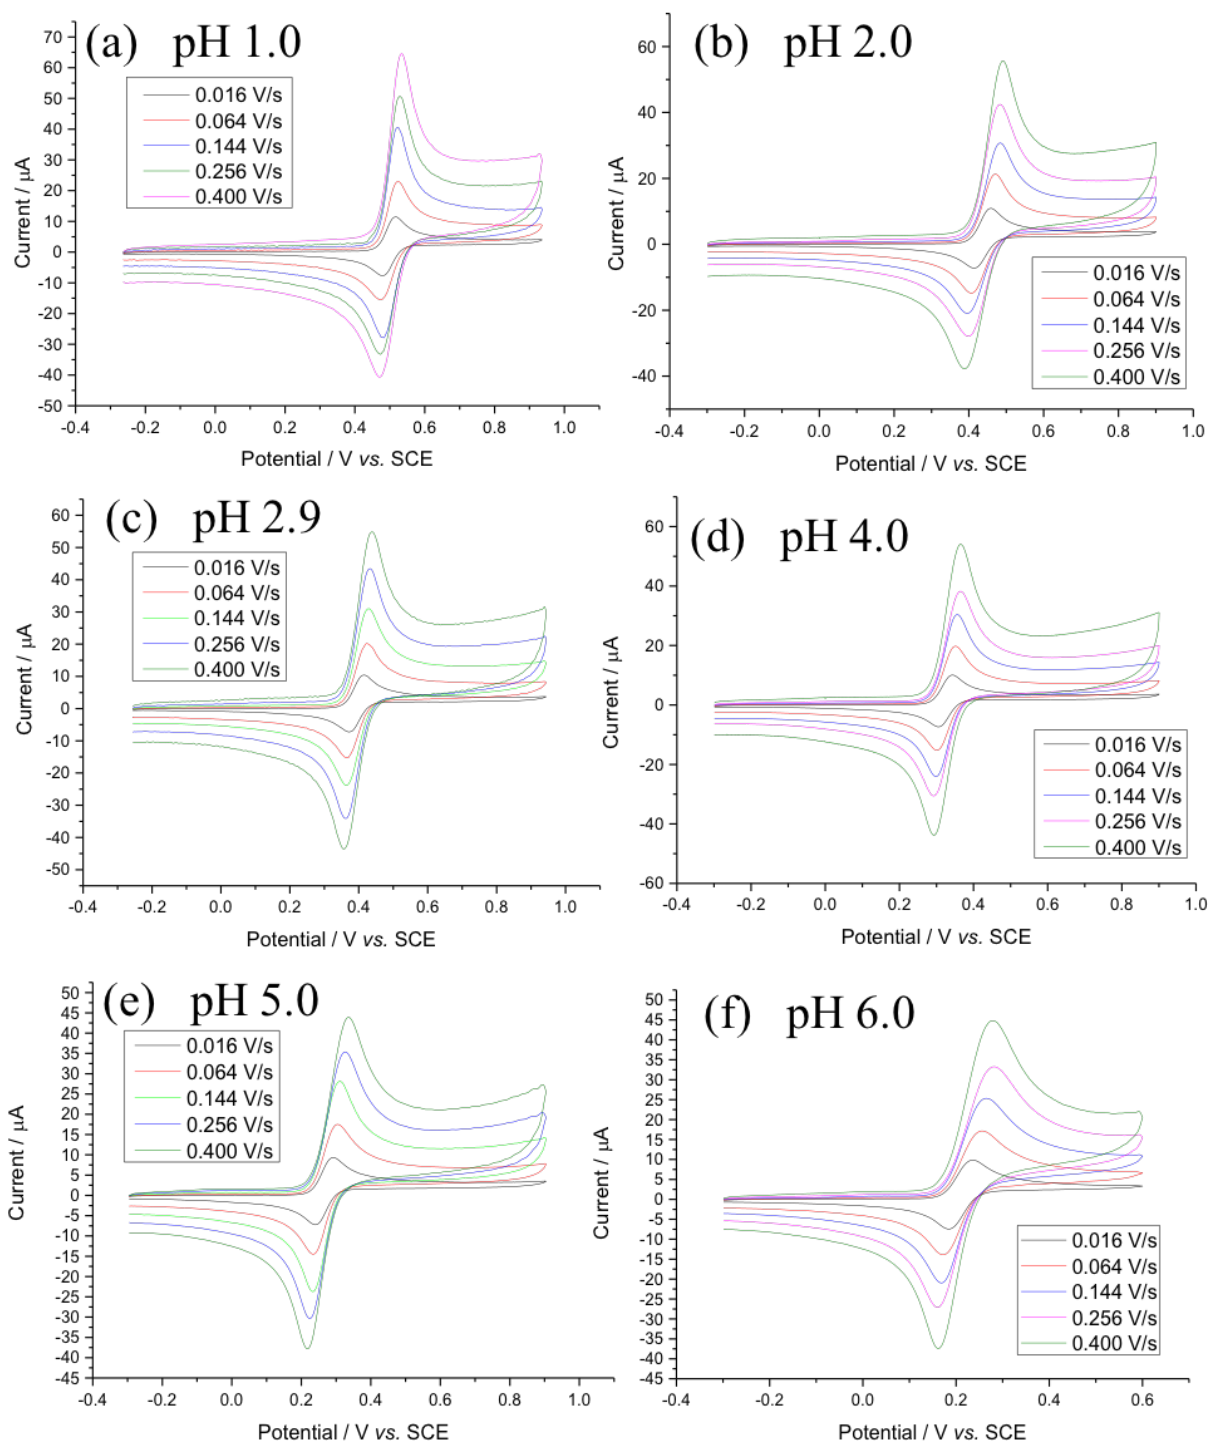 (a) pH 1.0
0.016 V/s
0.064 V/s
0.144 V/s
0.256 V/s
0.400 V/s
70
60
50
40
30
20
10
0
-10
-20
-30
-40
-50
Current / μA
-0.4 -0.2 0.0 0.2 0.4 0.6 0.8 1.0
Potential / V vs. SCE
(b) pH 2.0
60
40
20
0
-20
-40
Current / μA
0.016 V/s
0.064 V/s
0.144 V/s
0.256 V/s
0.400 V/s
-0.4 -0.2 0.0 0.2 0.4 0.6 0.8 1.0
Potential / V vs. SCE
(c) pH 2.9
0.016 V/s
0.064 V/s
0.144 V/s
0.256 V/s
0.400 V/s
60
50
40
30
20
10
0
-10
-20
-30
-40
-50
Current / μA
-0.4 -0.2 0.0 0.2 0.4 0.6 0.8 1.0
Potential / V vs. SCE
(d) pH 4.0
60
40
20
0
-20
-40
-60
Current / μA
0.016 V/s
0.064 V/s
0.144 V/s
0.256 V/s
0.400 V/s
-0.4 -0.2 0.0 0.2 0.4 0.6 0.8 1.0
Potential / V vs. SCE
(e) pH 5.0
0.016 V/s
0.064 V/s
0.144 V/s
0.256 V/s
0.400 V/s
50
45
40
35
30
25
20
15
10
5
0
-5
-10
-15
-20
-25
-30
-35
-40
-45
Current / μA
-0.4 -0.2 0.0 0.2 0.4 0.6 0.8 1.0
Potential / V vs. SCE
(f) pH 6.0
50
45
40
35
30
25
20
15
10
5
0
-5
-10
-15
-20
-25
-30
-35
-40
-45
Current / μA
0.016 V/s
0.064 V/s
0.144 V/s
0.256 V/s
0.400 V/s
-0.4 -0.2 0.0 0.2 0.4 0.6
Potential / V vs. SCE